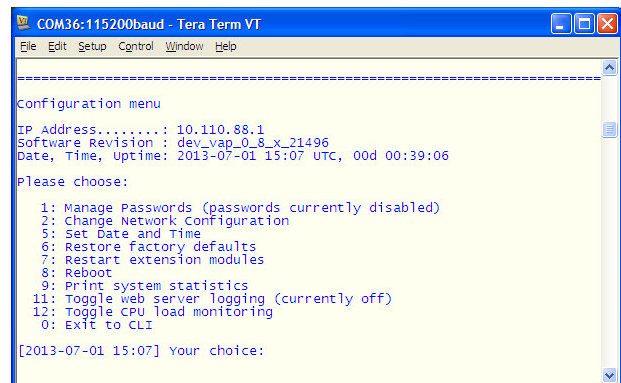 COM36:115200baud - Tera Term VT
File Edit Setup Control Window Help
=========================================================================
Configuration menu
IP Address........: 10.110.88.1
Software Revision : dev_vap_0_8_x_21496
Date, Time, Uptime: 2013-07-01 15:07 UTC, 00d 00:39:06
Please choose:
1: Manage Passwords (passwords currently disabled)
2: Change Network Configuration
5: Set Date and Time
6: Restore factory defaults
7: Restart extension modules
8: Reboot
9: Print system statistics
11: Toggle web server logging (currently off)
12: Toggle CPU load monitoring
0: Exit to CLI
[2013-07-01 15:07] Your choice: